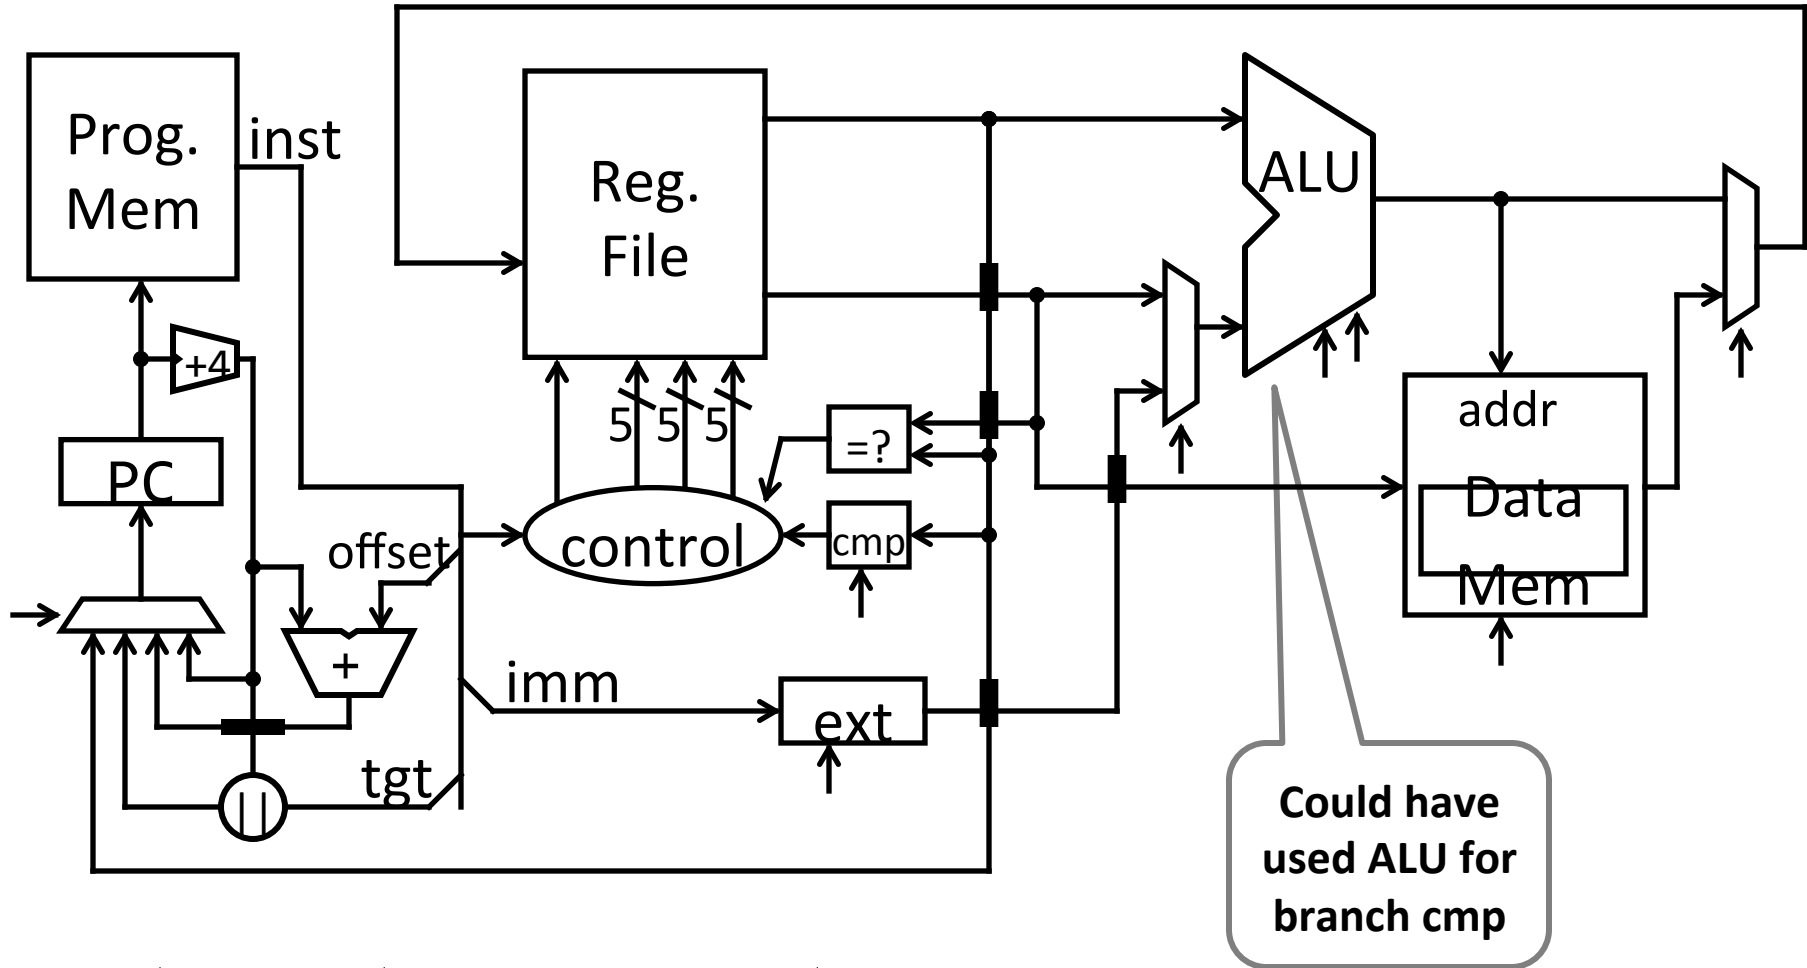 Prog.
Mem
inst
Reg.
File
ALU
+4
5
5
5
=?
addr
PC
Data
offset
control
cmp
Mem
+
imm
ext
tgt
||
Could have
used ALU for
branch cmp